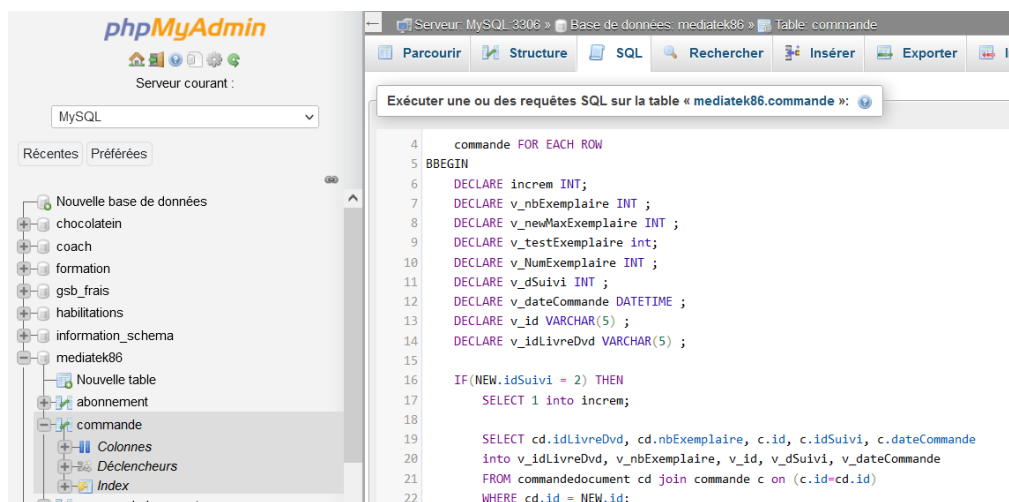 phpMyAdmin
Serveur courant :
MySQL
Récentes Préférées
Nouvelle base de données
chocolatein
coach
formation
gsb_frais
habilitations
information_schema
mediatek86
Nouvelle table
abonnement
commande
Colonnes
Déclencheurs
Index
Serveur: MySQL:3306 » Base de données: mediatek86 » Table: commande
Parcourir Structure SQL Rechercher Insérer Exporter
Exécuter une ou des requêtes SQL sur la table « mediatek86.commande »:
4 commande FOR EACH ROW
5 BBEGIN
6 DECLARE increm INT;
7 DECLARE v_nbExemplaire INT ;
8 DECLARE v_newMaxExemplaire INT ;
9 DECLARE v_testExemplaire int;
10 DECLARE v_NumExemplaire INT ;
11 DECLARE v_dSuivi INT ;
12 DECLARE v_dateCommande DATETIME ;
13 DECLARE v_id VARCHAR(5) ;
14 DECLARE v_idLivreDvd VARCHAR(5) ;
15
16 IF(NEW.idSuivi = 2) THEN
17 SELECT 1 into increm;
18
19 SELECT cd.idLivreDvd, cd.nbExemplaire, c.id, c.idSuivi, c.dateCommande
20 into v_idLivreDvd, v_nbExemplaire, v_id, v_dSuivi, v_dateCommande
21 FROM commandedocument cd join commande c on (c.id=cd.id)
22 WHERE cd.id = NEW.id;